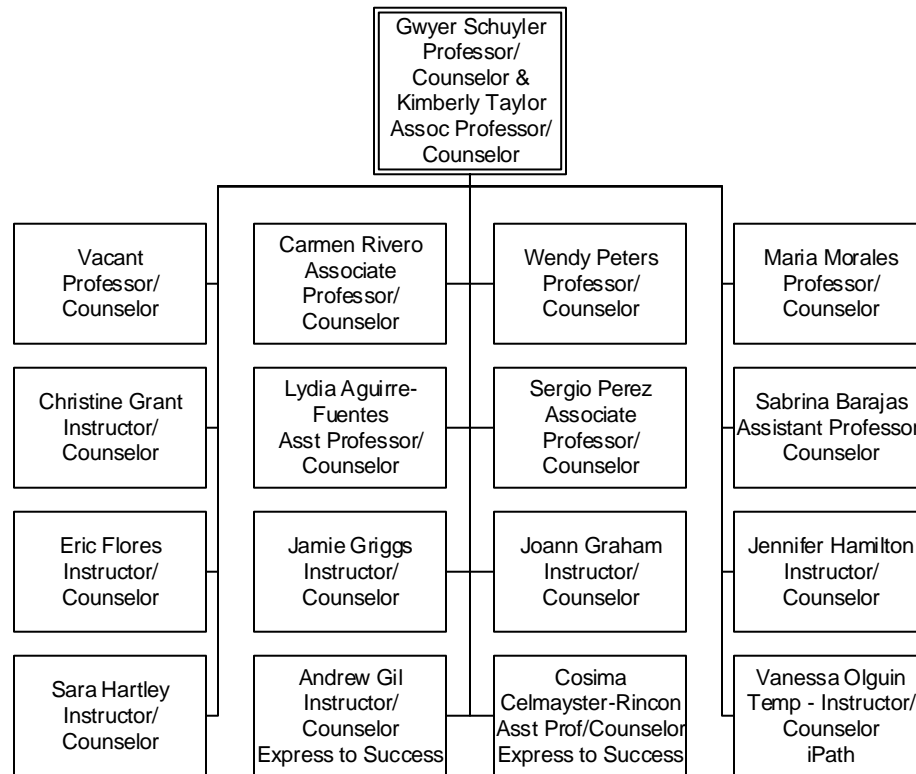 Gwyer Schuyler
Professor/
Counselor &
Kimberly Taylor
Assoc Professor/
Counselor
Vacant
Professor/
Counselor
Carmen Rivero
Associate
Professor/
Counselor
Wendy Peters
Professor/
Counselor
Maria Morales
Professor/
Counselor
Christine Grant
Instructor/
Counselor
Lydia Aguirre-
Fuentes
Asst Professor/
Counselor
Sergio Perez
Associate
Professor/
Counselor
Sabrina Barajas
Assistant Professor
Counselor
Eric Flores
Instructor/
Counselor
Jamie Griggs
Instructor/
Counselor
Joann Graham
Instructor/
Counselor
Jennifer Hamilton
Instructor/
Counselor
Sara Hartley
Instructor/
Counselor
Andrew Gil
Instructor/
Counselor
Express to Success
Cosima
Celmayster-Rincon
Asst Prof/Counselor
Express to Success
Vanessa Olguin
Temp - Instructor/
Counselor
iPath